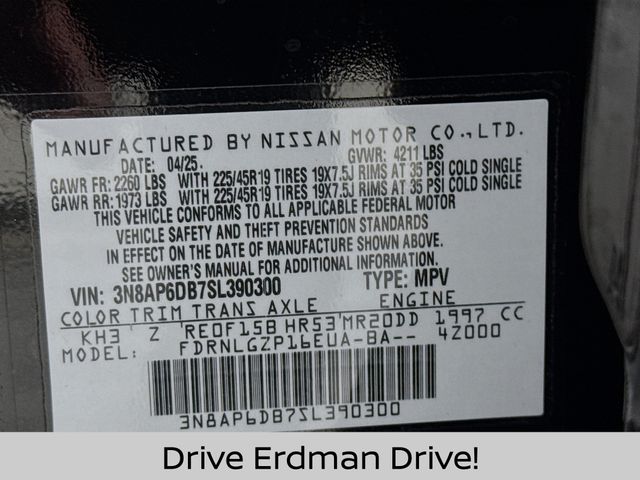 MANUFACTURED BY NISSAN MOTOR CO., LTD.
DATE: 04/25. GVWR: 4211 LBS
GAWR FR: 2260 LBS WITH 225/45R19 TIRES 19X7.5J RIMS AT 35 PSI COLD SINGLE
GAWR RR: 1973 LBS WITH 225/45R19 TIRES 19X7.5J RIMS AT 35 PSI COLD SINGLE
THIS VEHICLE CONFORMS TO ALL APPLICABLE FEDERAL MOTOR
VEHICLE SAFETY AND THEFT PREVENTION STANDARDS
IN EFFECT ON THE DATE OF MANUFACTURE SHOWN ABOVE.
SEE OWNER'S MANUAL FOR ADDITIONAL INFORMATION.
VIN: 3N8AP6DB7SL390300 TYPE: MPV
COLOR TRIM TRANS AXLE ENGINE
KH3 Z RE0F15B HR53 MR20DD 1997 CC
MODEL: FDRNLGZP16EUA-BA-- 4Z000
3N8AP6DB7SL390300
Drive Erdman Drive!